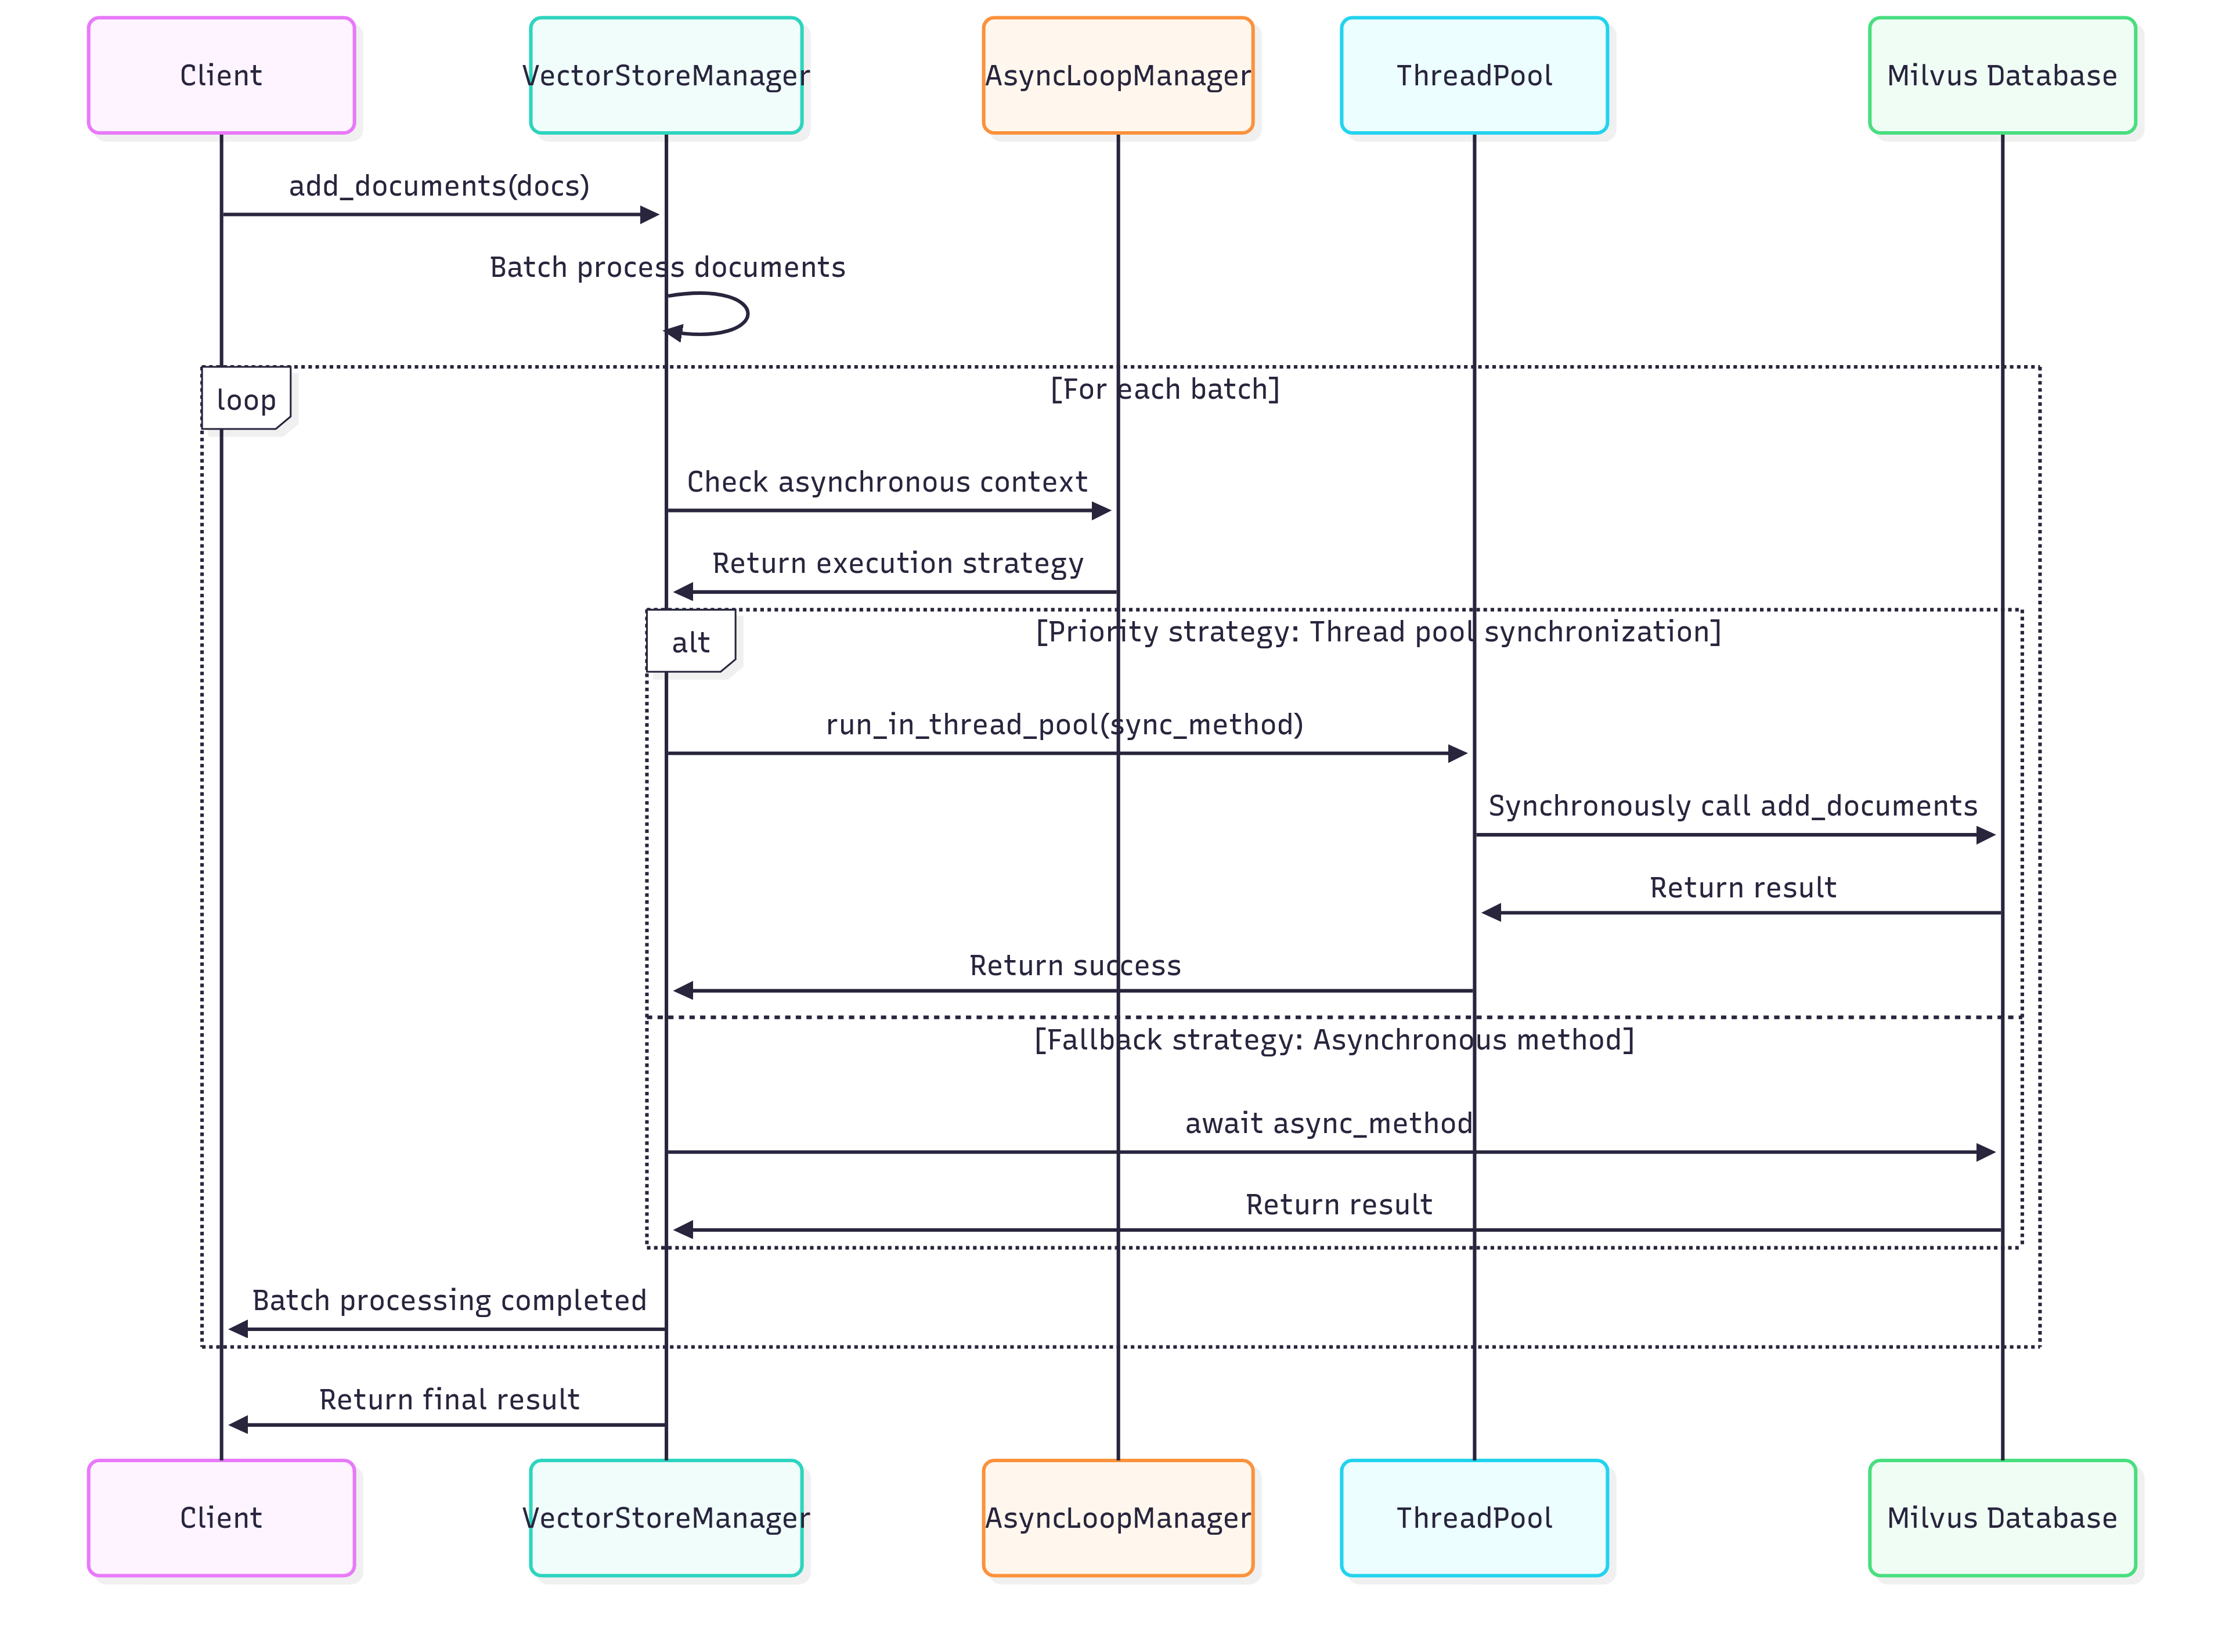 Client
VectorStoreManager
AsyncLoopManager
ThreadPool
Milvus Database
add_documents(docs)
Batch process documents
loop
[For each batch]
Check asynchronous context
Return execution strategy
alt
[Priority strategy: Thread pool synchronization]
run_in_thread_pool(sync_method)
Synchronously call add_documents
Return result
Return success
[Fallback strategy: Asynchronous method]
await async_method
Return result
Batch processing completed
Return final result
Client
VectorStoreManager
AsyncLoopManager
ThreadPool
Milvus Database